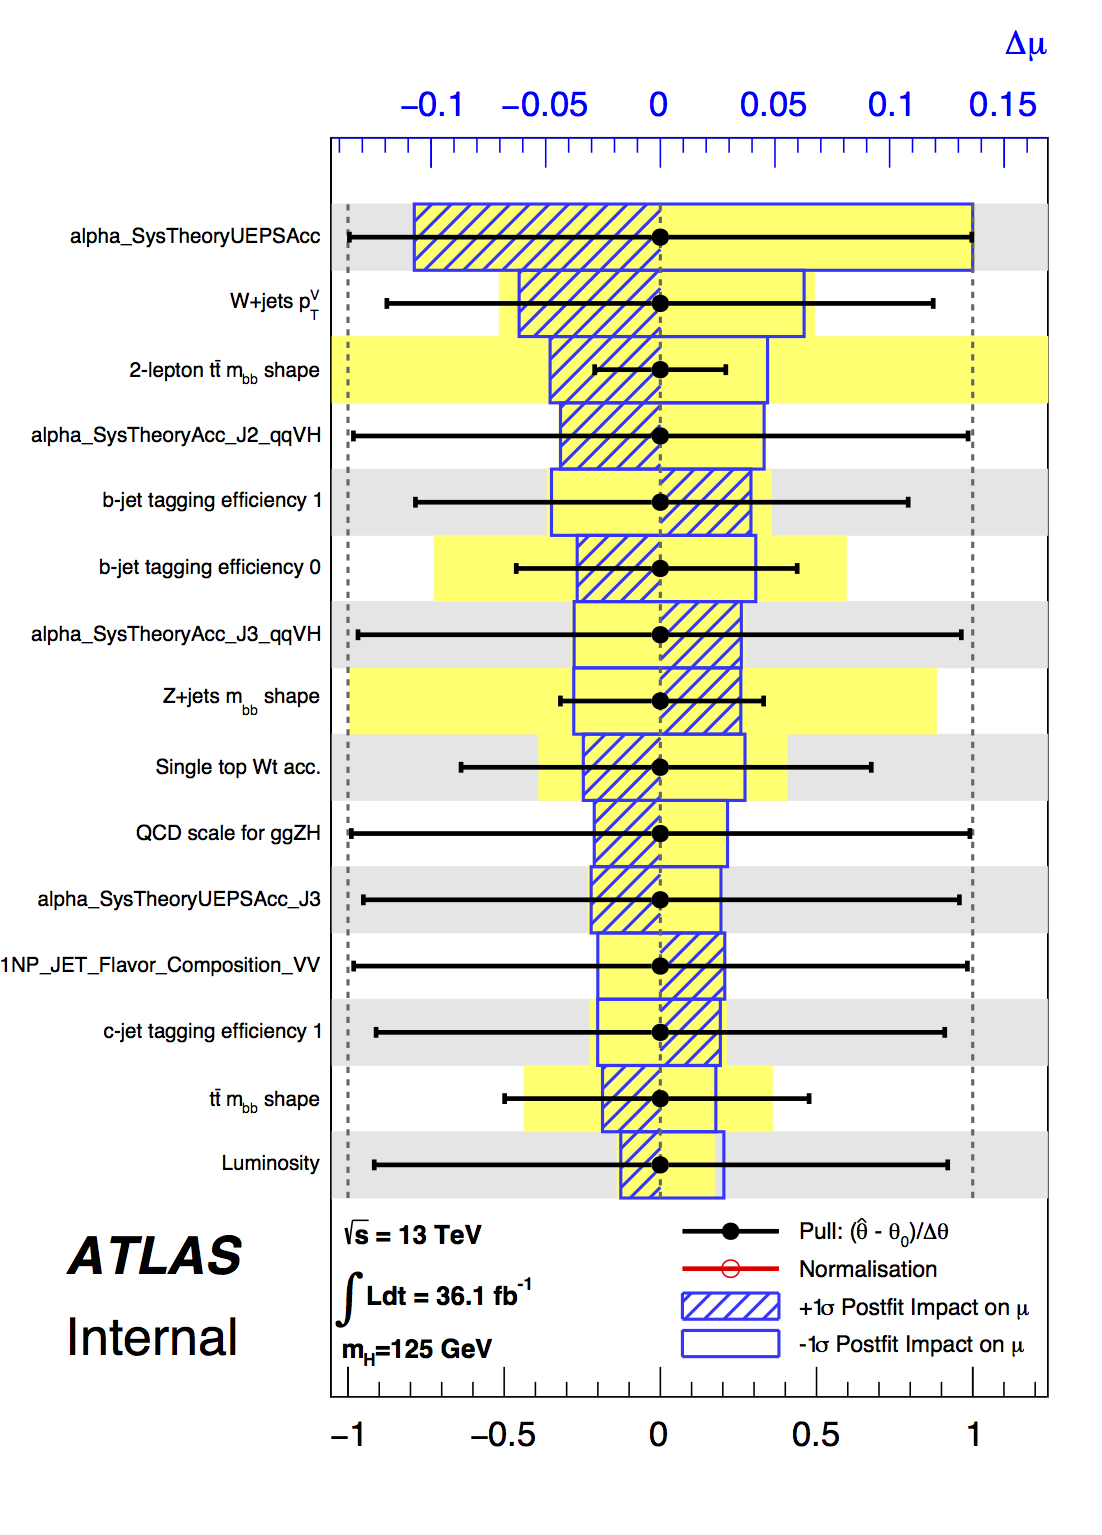 Δμ
−0.1 −0.05 0 0.05 0.1 0.15
alpha_SysTheoryUEPSAcc
W+jets p_T^V
2-lepton tt̄ m_bb shape
alpha_SysTheoryAcc_J2_qqVH
b-jet tagging efficiency 1
b-jet tagging efficiency 0
alpha_SysTheoryAcc_J3_qqVH
Z+jets m_bb shape
Single top Wt acc.
QCD scale for ggZH
alpha_SysTheoryUEPSAcc_J3
1NP_JET_Flavor_Composition_VV
c-jet tagging efficiency 1
tt̄ m_bb shape
Luminosity
ATLAS
Internal
√s = 13 TeV
∫ Ldt = 36.1 fb⁻¹
m_H=125 GeV
Pull: (θ̂ - θ₀)/Δθ
Normalisation
+1σ Postfit Impact on μ
-1σ Postfit Impact on μ
−1 −0.5 0 0.5 1